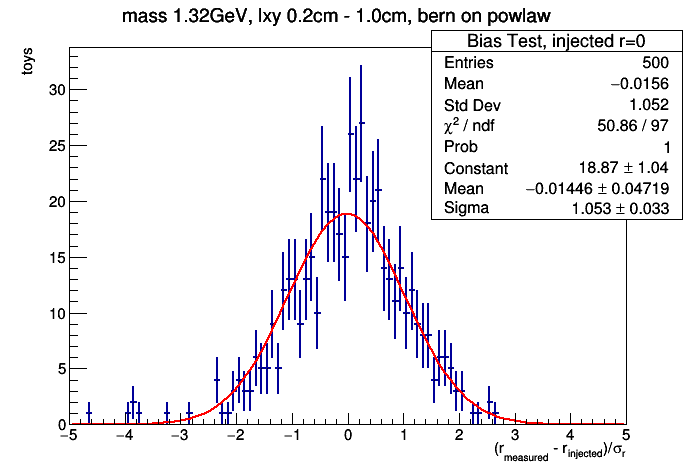 mass 1.32GeV, lxy 0.2cm - 1.0cm, bern on powlaw
Bias Test, injected r=0
Entries 500
Mean −0.0156
Std Dev 1.052
χ² / ndf 50.86 / 97
Prob 1
Constant 18.87 ± 1.04
Mean −0.01446 ± 0.04719
Sigma 1.053 ± 0.033
toys
30
25
20
15
10
5
0
−5 −4 −3 −2 −1 0 1 2 3 4 5
(r_measured - r_injected)/σ_r